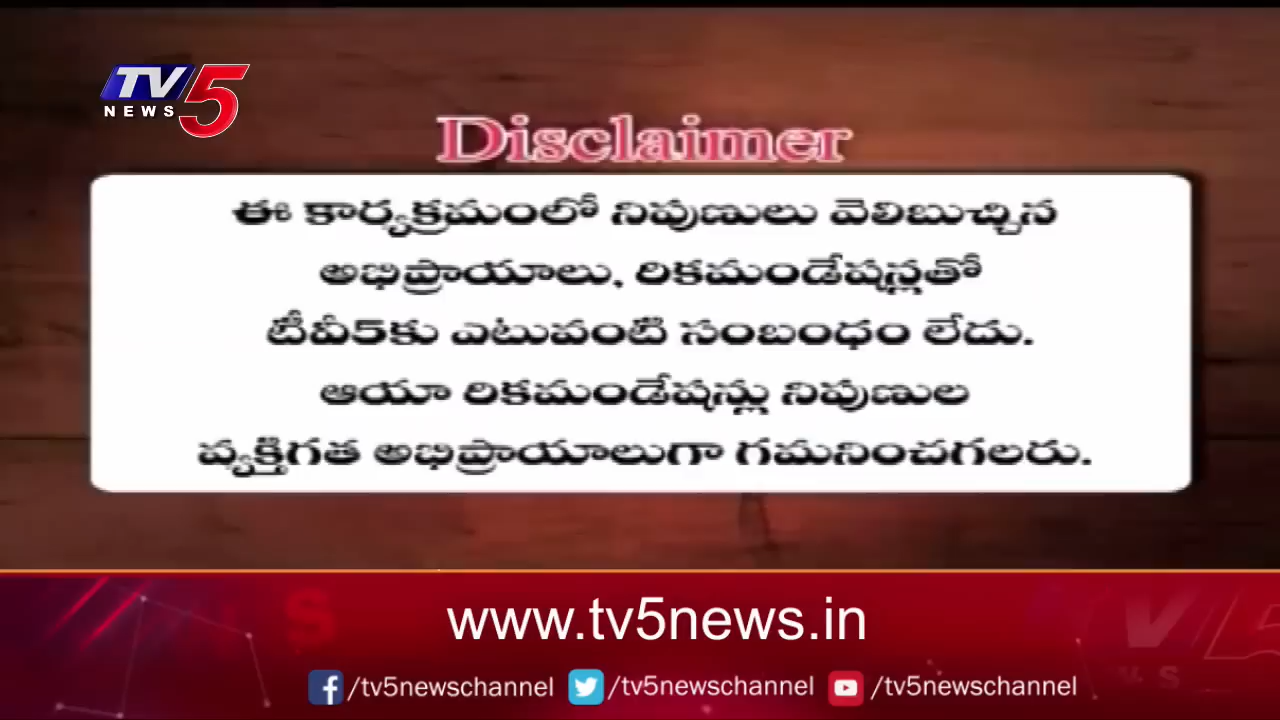 TV5
NEWS
Disclaimer
ఈ కార్యక్రమంలో నిపుణులు వెలిబుచ్చిన
అభిప్రాయాలు, రికమండేషన్లతో
టీవీ5కు ఎటువంటి సంబంధం లేదు.
ఆయా రికమండేషన్లు నిపుణుల
వ్యక్తిగత అభిప్రాయాలుగా గమనించగలరు.
www.tv5news.in
/tv5newschannel /tv5newschannel /tv5newschannel